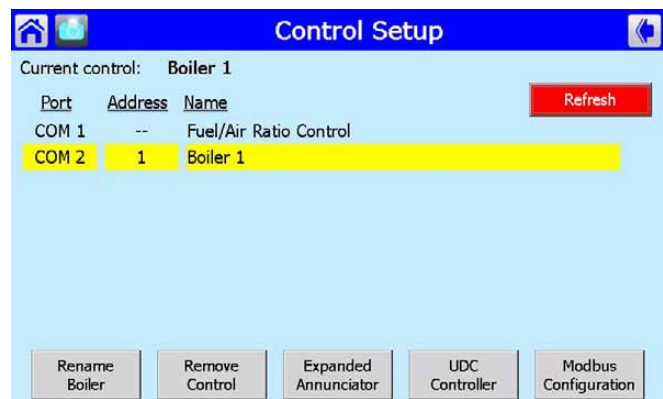 Control Setup
Current control: Boiler 1
Port Address Name
Refresh
COM 1 -- Fuel/Air Ratio Control
COM 2 1 Boiler 1
Rename Boiler
Remove Control
Expanded Annunciator
UDC Controller
Modbus Configuration